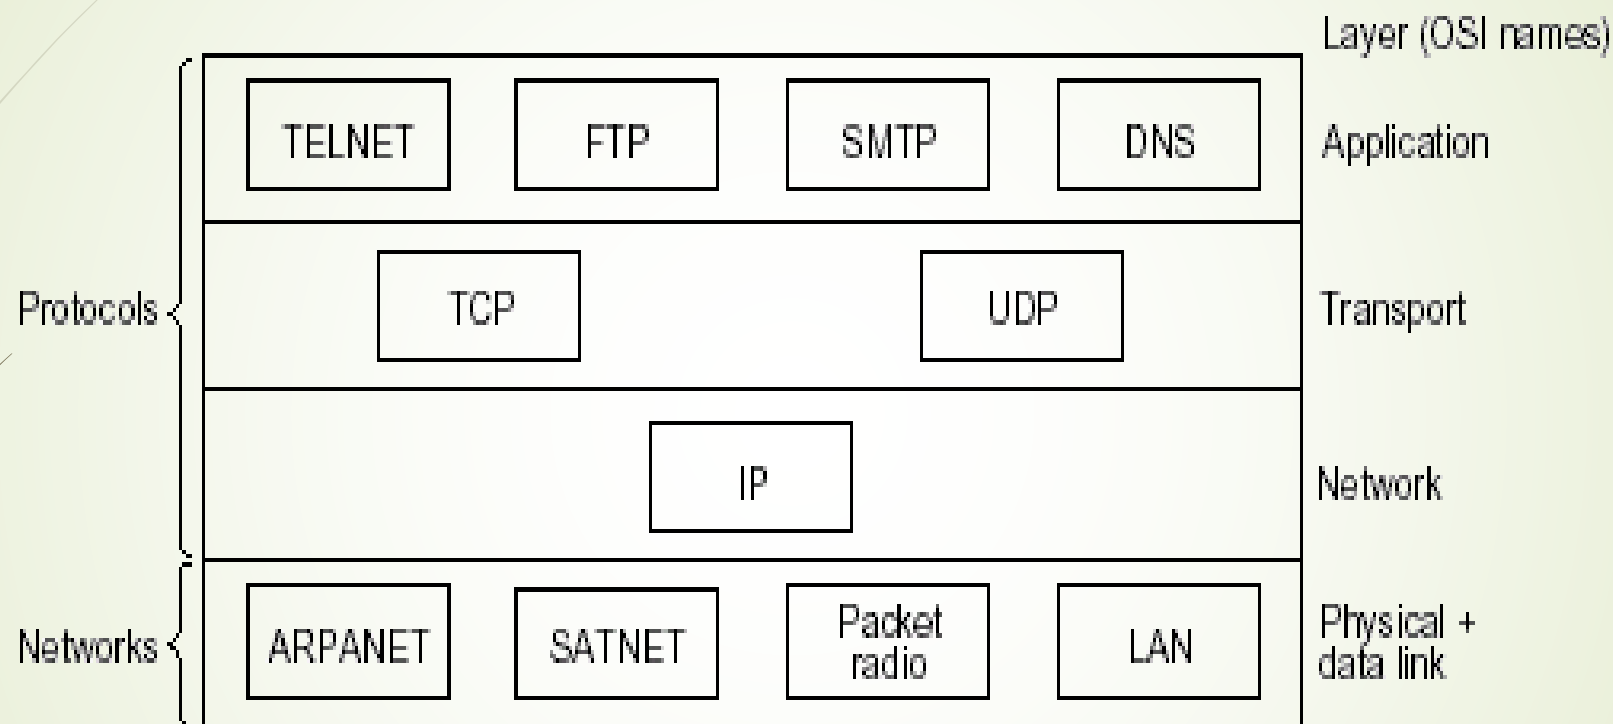 Layer (OSI names)
TELNET FTP SMTP DNS Application
Protocols TCP UDP Transport
IP Network
Networks ARPANET SATNET Packet radio LAN Physical + data link